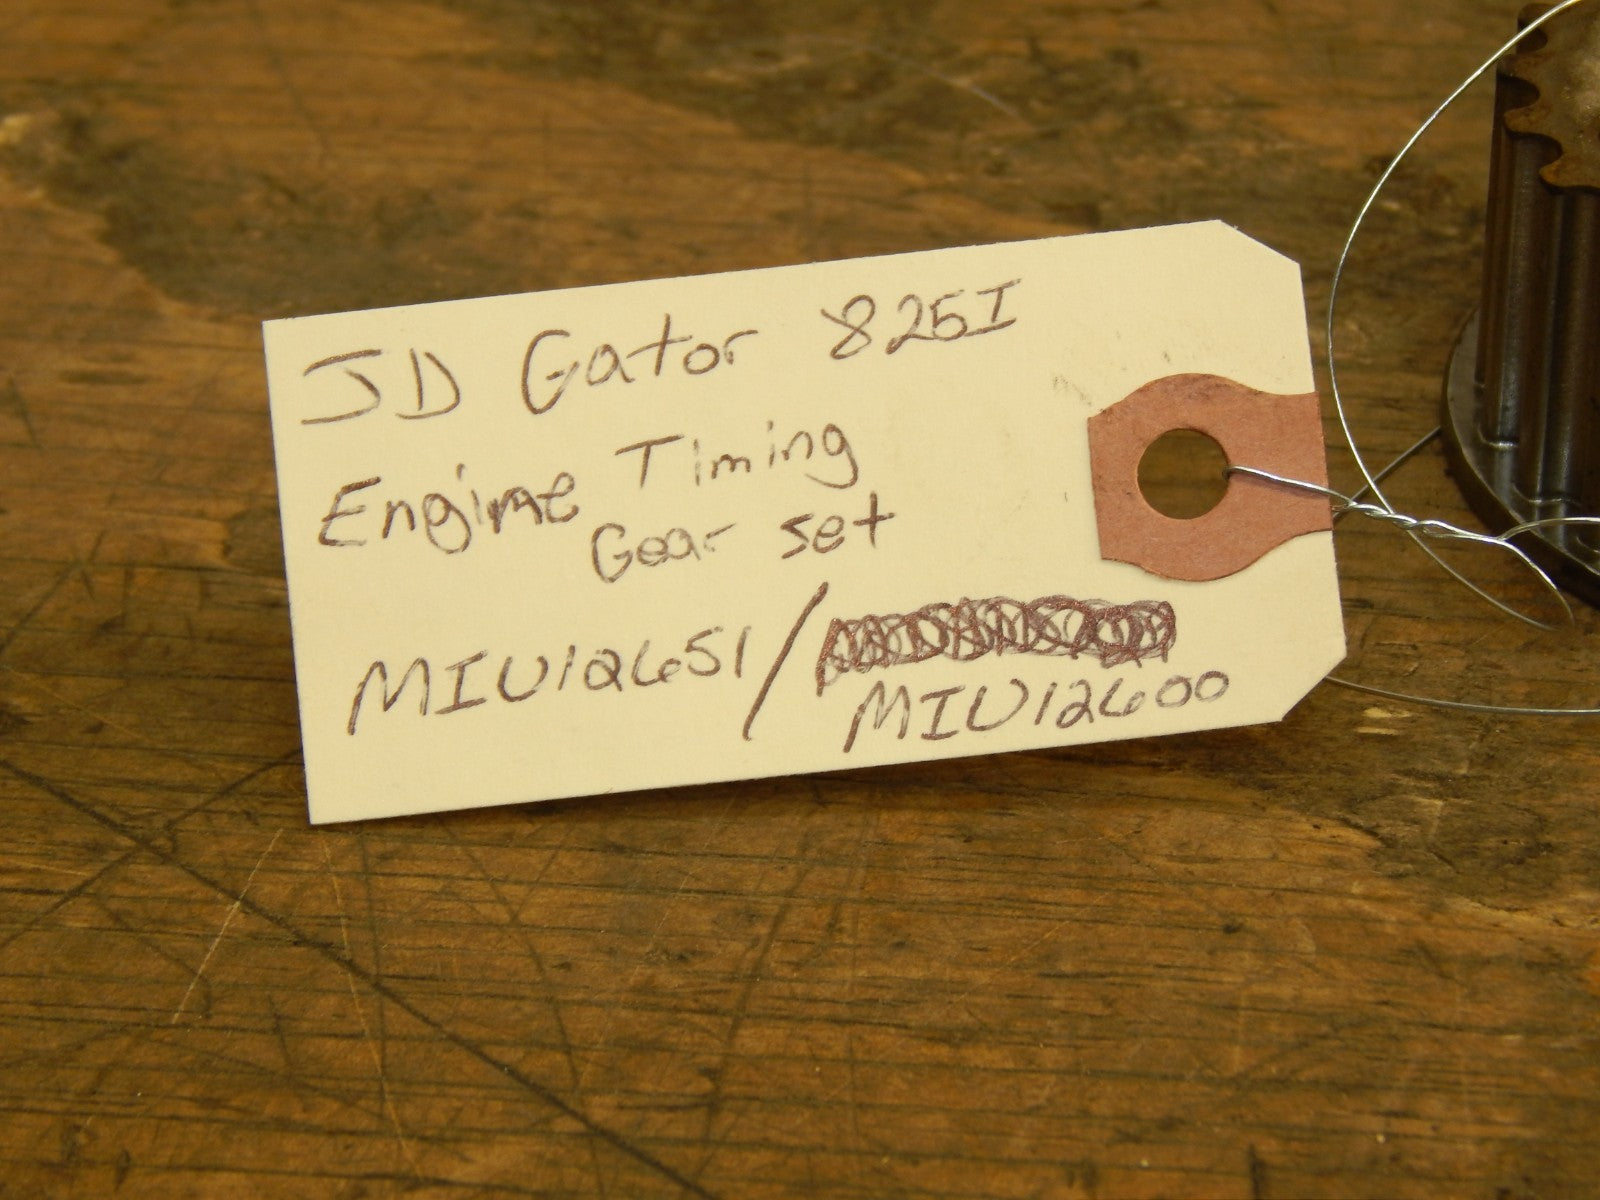 JD Gator 825I
Engine Timing
Gear set
MIU12651/
MIU12600